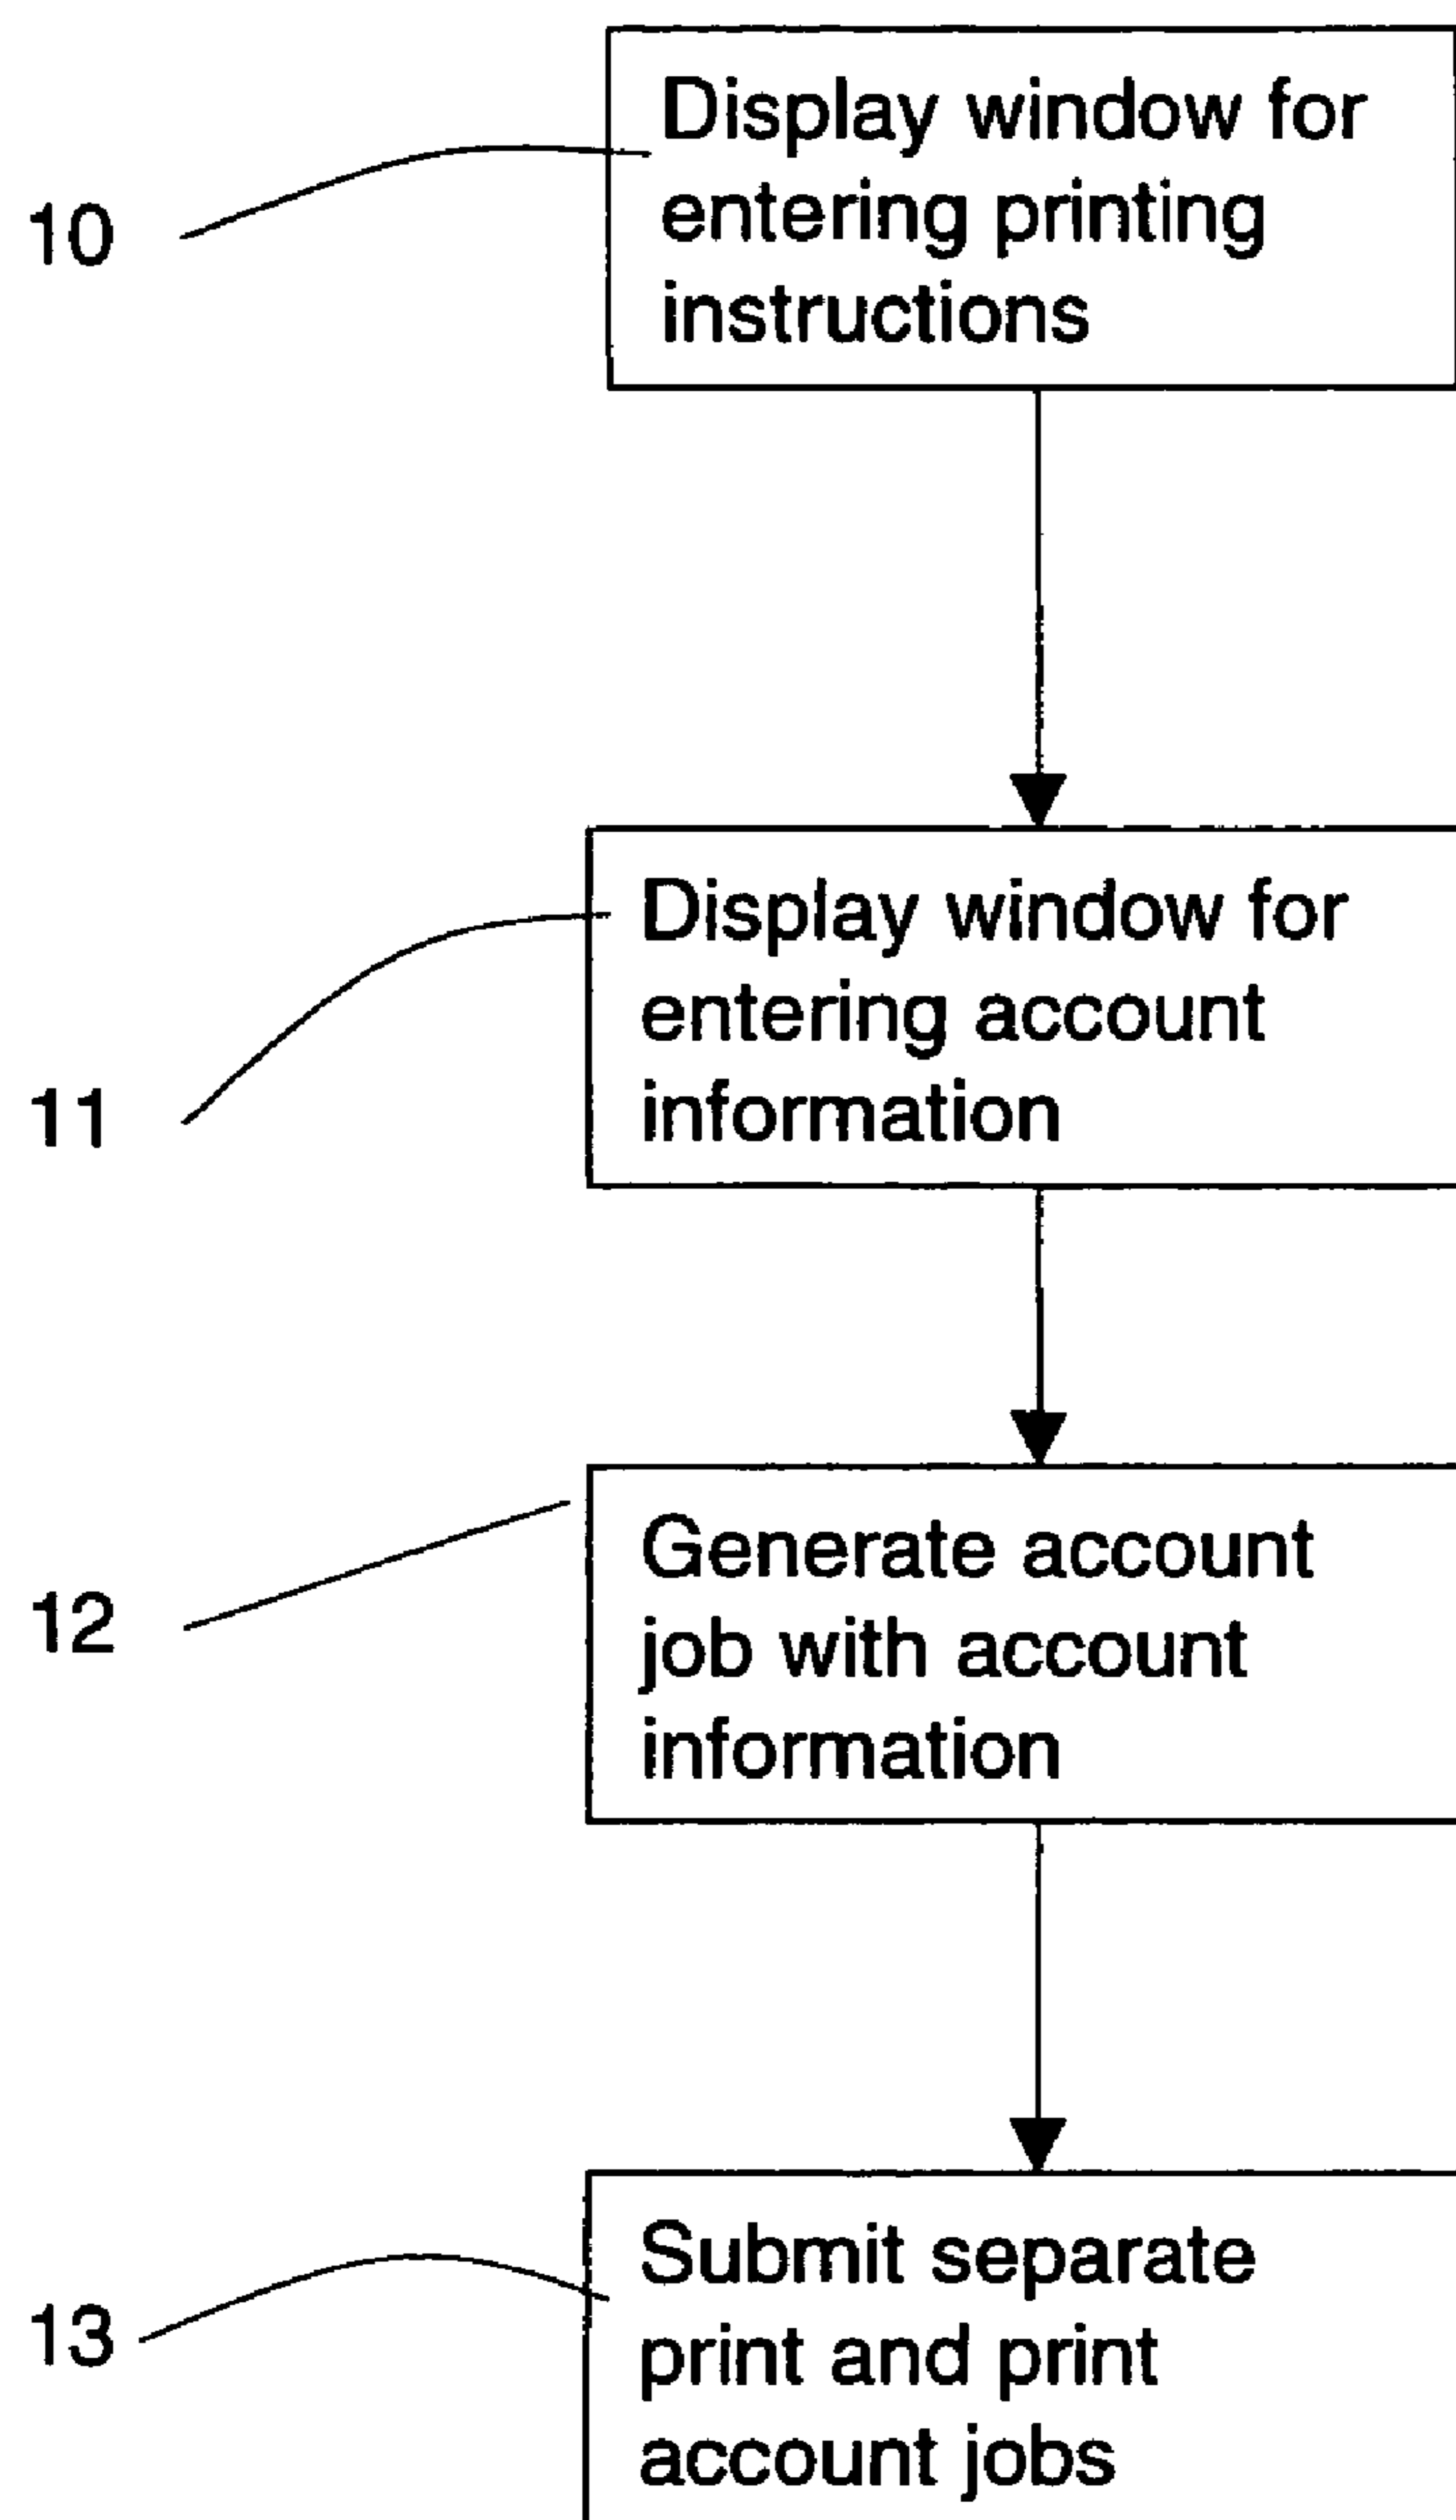 10
Display window for
entering printing
instructions
11
Display window for
entering account
information
12
Generate account
job with account
information
13
Submit separate
print and print
account jobs